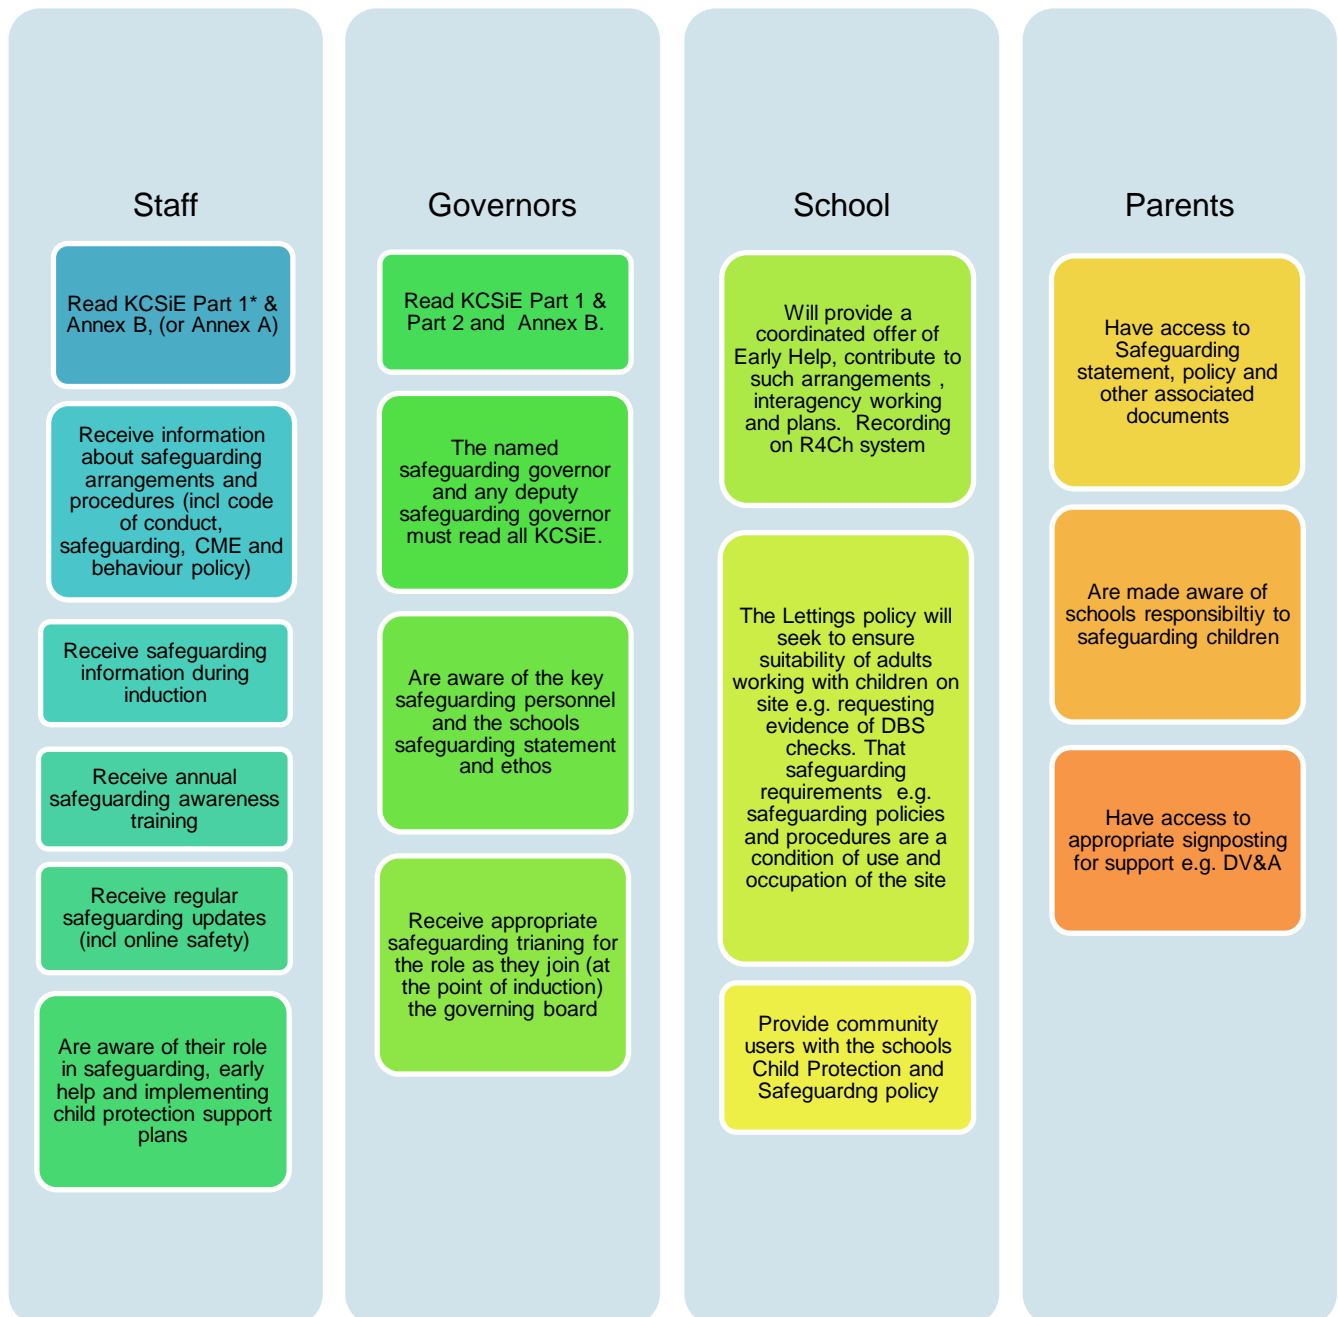 Staff
Read KCSiE Part 1* &
Annex B, (or Annex A)
Receive information
about safeguarding
arrangements and
procedures (incl code
of conduct,
safeguarding, CME and
behaviour policy)
Receive safeguarding
information during
induction
Receive annual
safeguarding awareness
training
Receive regular
safeguarding updates
(incl online safety)
Are aware of their role
in safeguarding, early
help and implementing
child protection support
plans
Governors
Read KCSiE Part 1 &
Part 2 and Annex B.
The named
safeguarding governor
and any deputy
safeguarding governor
must read all KCSiE.
Are aware of the key
safeguarding personnel
and the schools
safeguarding statement
and ethos
Receive appropriate
safeguarding trianing for
the role as they join (at
the point of induction)
the governing board
School
Will provide a
coordinated offer of
Early Help, contribute to
such arrangements ,
interagency working
and plans. Recording
on R4Ch system
The Lettings policy will
seek to ensure
suitability of adults
working with children on
site e.g. requesting
evidence of DBS
checks. That
safeguarding
requirements e.g.
safeguarding policies
and procedures are a
condition of use and
occupation of the site
Provide community
users with the schools
Child Protection and
Safeguardng policy
Parents
Have access to
Safeguarding
statement, policy and
other associated
documents
Are made aware of
schools responsibiltiy to
safeguarding children
Have access to
appropriate signposting
for support e.g. DV&A